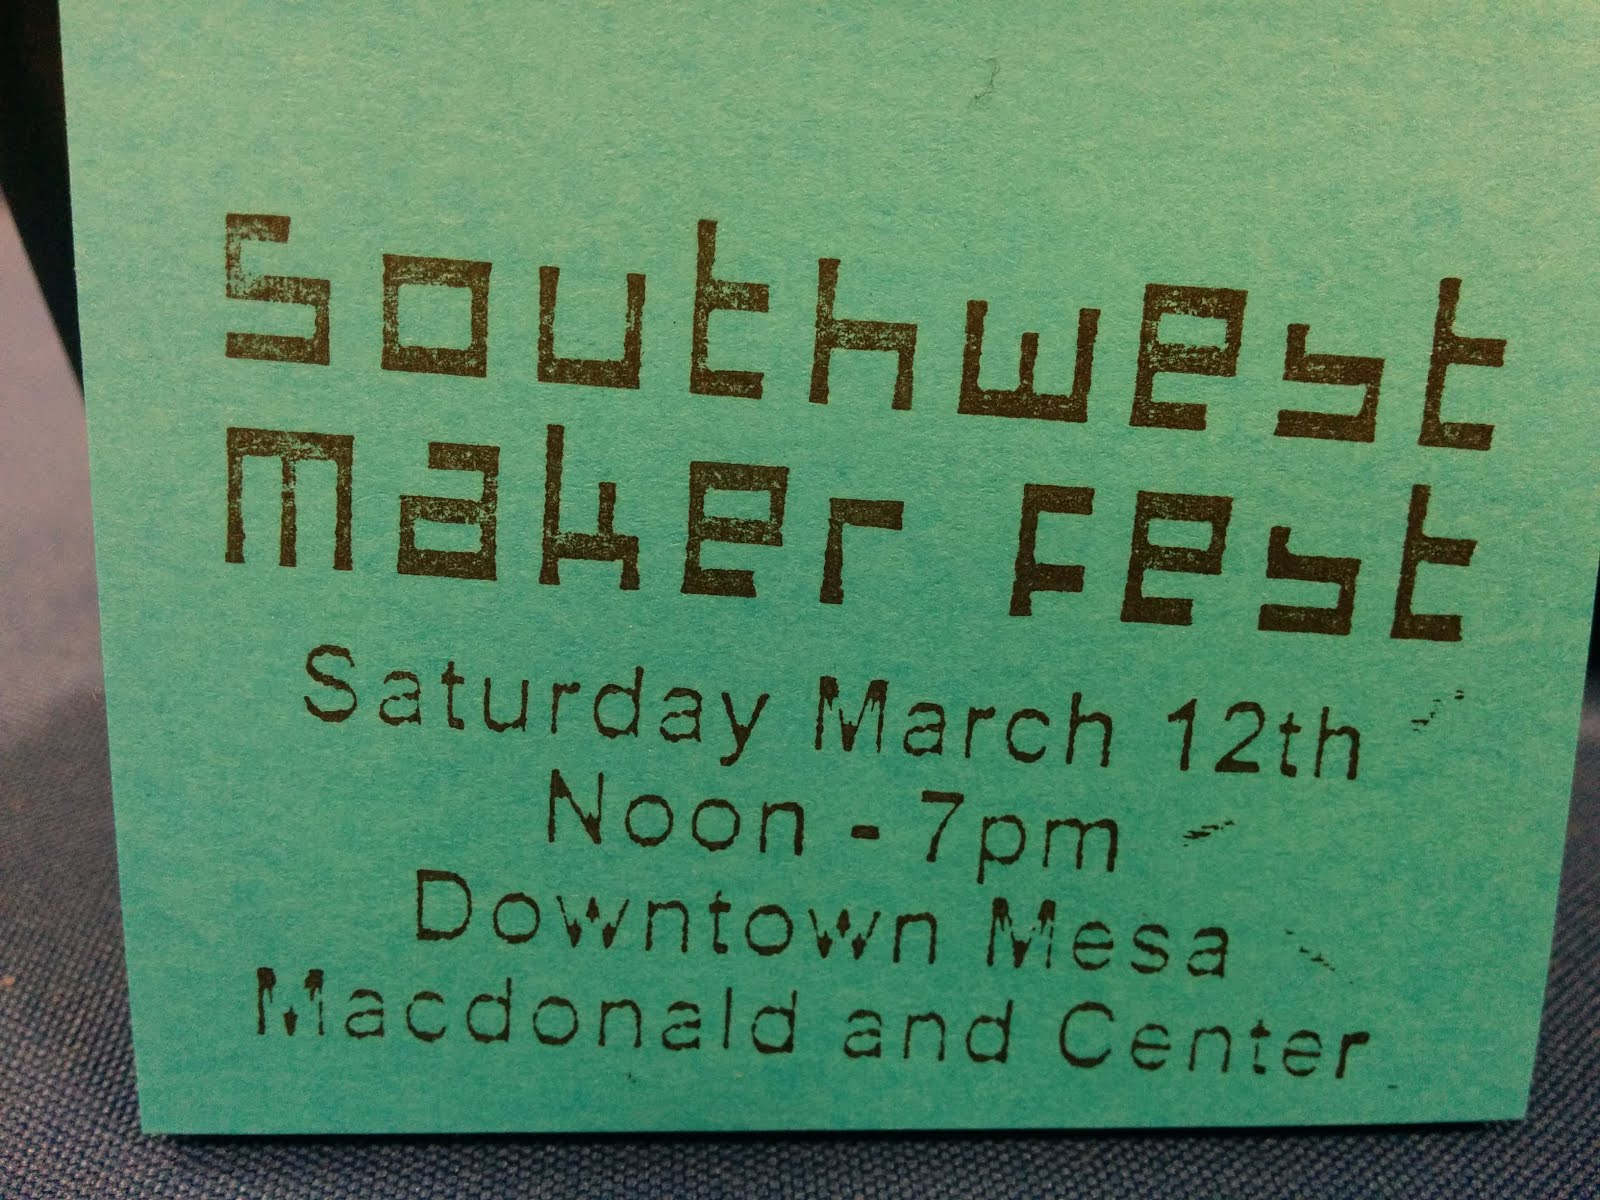 southwest
maker fest
Saturday March 12th
Noon - 7pm
Downtown Mesa
Macdonald and Center